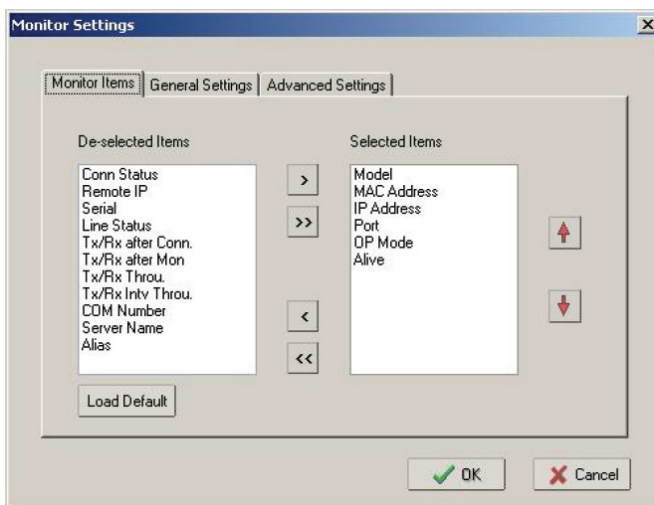 Monitor Settings
Monitor Items
General Settings
Advanced Settings
De-selected Items
Conn Status
Remote IP
Serial
Line Status
Tx/Rx after Conn.
Tx/Rx after Mon
Tx/Rx Throu.
Tx/Rx Intv Throu.
COM Number
Server Name
Alias
>
>>
<
<<
Selected Items
Model
MAC Address
IP Address
Port
OP Mode
Alive
Load Default
OK
Cancel